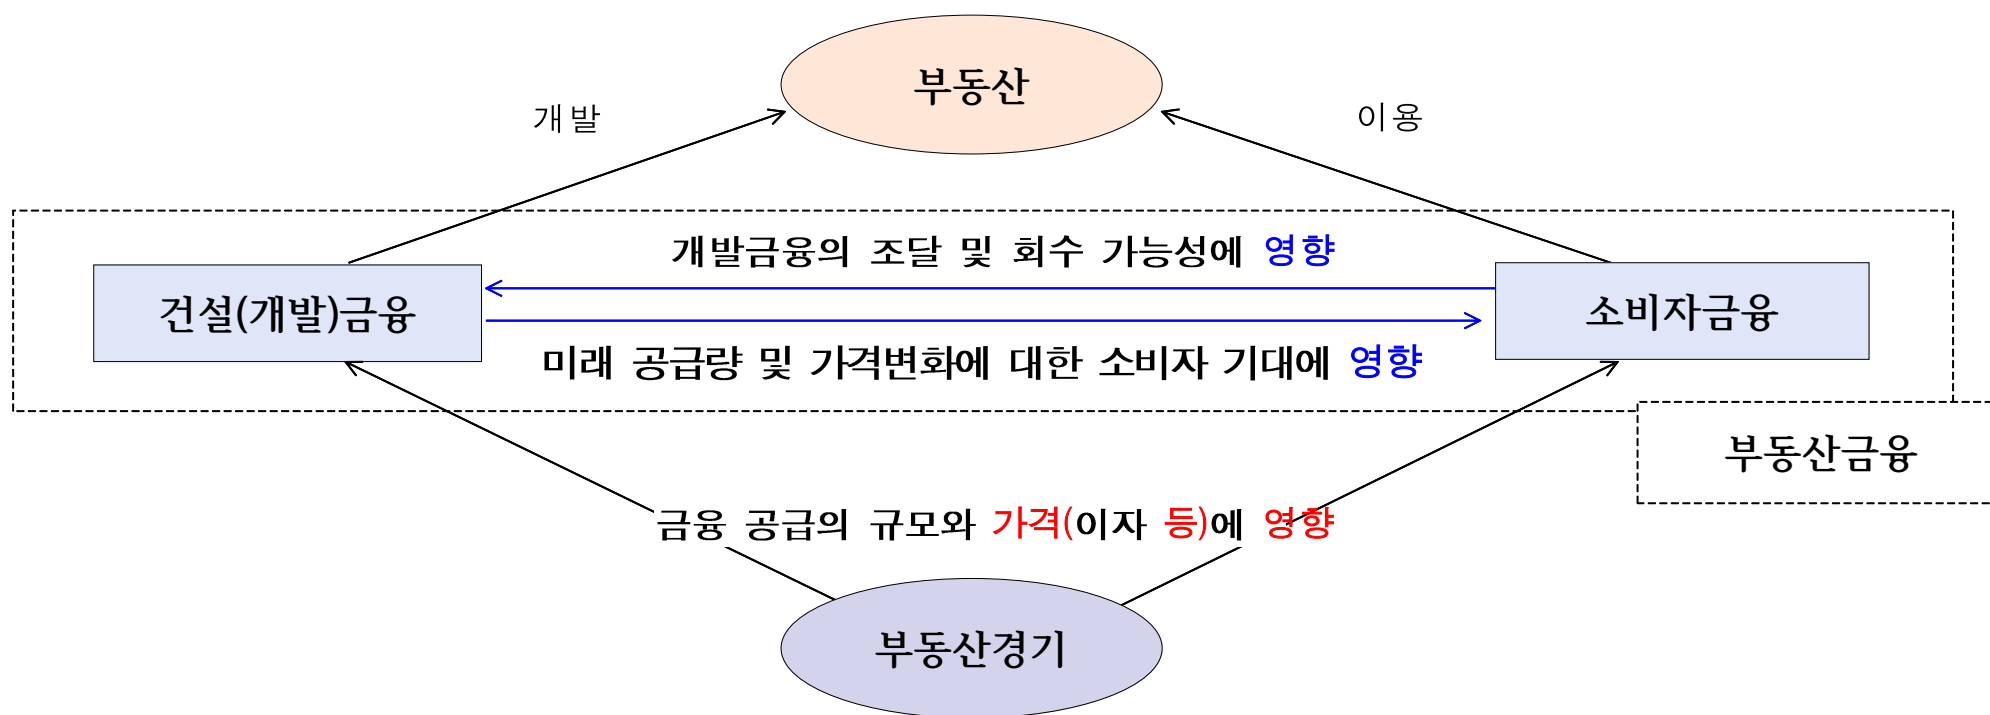 부동산
개발
이용
개발금융의 조달 및 회수 가능성에 영향
건설(개발)금융
소비자금융
미래 공급량 및 가격변화에 대한 소비자 기대에 영향
부동산금융
금융 공급의 규모와 가격(이자 등)에 영향
부동산경기